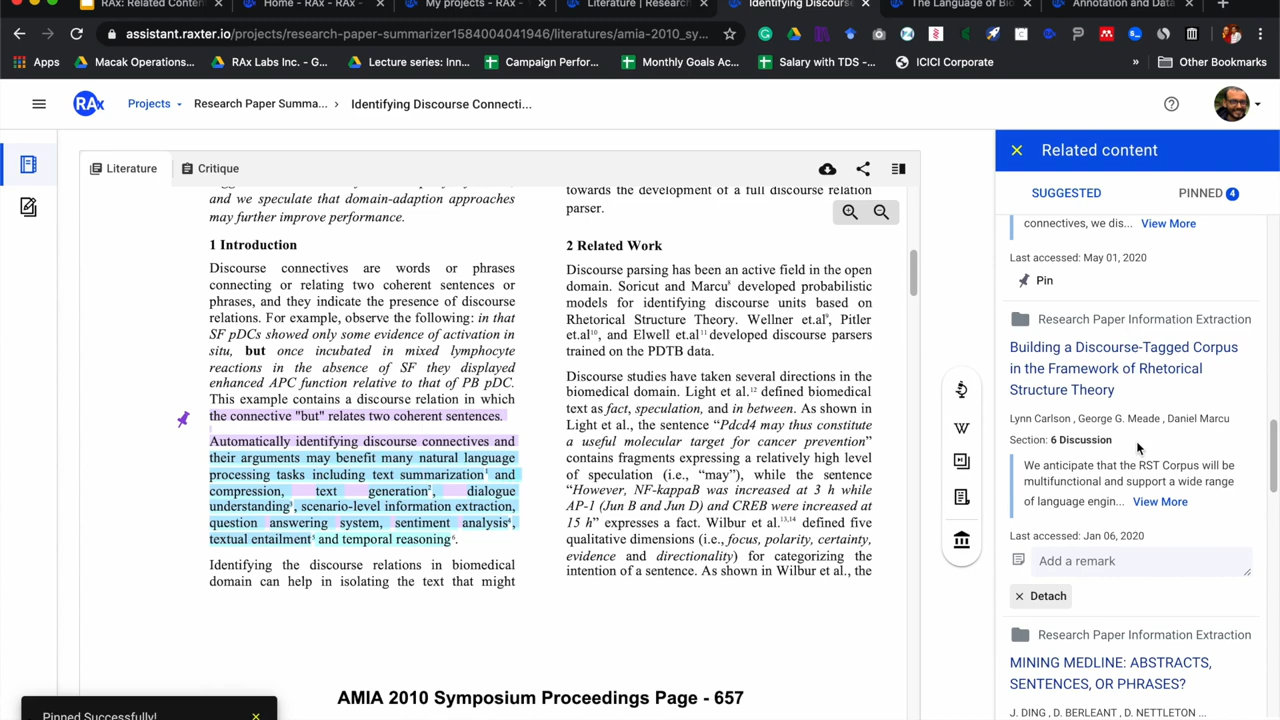 RAx: Related Conten
Home - RAx - RAx -
My projects - RAx -
Literature | Research
Identifying Discours
The Language of Bio
Annotation and Data
assistant.raxter.io/projects/research-paper-summarizer1584004041946/literatures/amia-2010_sy...
Apps
Macak Operations...
RAx Labs Inc. - G...
Lecture series: Inn...
Campaign Perfor...
Monthly Goals Ac...
Salary with TDS -...
ICICI Corporate
»
Other Bookmarks
RAx
Projects
Research Paper Summa...
›
Identifying Discourse Connecti...
Literature
Critique
and we speculate that domain-adaption approaches
may further improve performance.
1 Introduction
Discourse connectives are words or phrases
connecting or relating two coherent sentences or
phrases, and they indicate the presence of discourse
relations. For example, observe the following: in that
SF pDCs showed only some evidence of activation in
situ, but once incubated in mixed lymphocyte
reactions in the absence of SF they displayed
enhanced APC function relative to that of PB pDC.
This example contains a discourse relation in which
the connective "but" relates two coherent sentences.
Automatically identifying discourse connectives and
their arguments may benefit many natural language
processing tasks including text summarization1 and
compression, text generation2, dialogue
understanding3, scenario-level information extraction,
question answering system, sentiment analysis4,
textual entailment5 and temporal reasoning6.
Identifying the discourse relations in biomedical
domain can help in isolating the text that might
towards the development of a full discourse relation
parser.
2 Related Work
Discourse parsing has been an active field in the open
domain. Soricut and Marcu8 developed probabilistic
models for identifying discourse units based on
Rhetorical Structure Theory. Wellner et.al9, Pitler
et.al10, and Elwell et.al11 developed discourse parsers
trained on the PDTB data.
Discourse studies have taken several directions in the
biomedical domain. Light et al.12 defined biomedical
text as fact, speculation, and in between. As shown in
Light et al., the sentence “Pdcd4 may thus constitute
a useful molecular target for cancer prevention”
contains fragments expressing a relatively high level
of speculation (i.e., “may”), while the sentence
“However, NF-kappaB was increased at 3 h while
AP-1 (Jun B and Jun D) and CREB were increased at
15 h” expresses a fact. Wilbur et al.13,14 defined five
qualitative dimensions (i.e., focus, polarity, certainty,
evidence and directionality) for categorizing the
intention of a sentence. As shown in Wilbur et al., the
AMIA 2010 Symposium Proceedings Page - 657
Pinned Successfully!
W
Related content
SUGGESTED
PINNED 4
connectives, we dis... View More
Last accessed: May 01, 2020
Pin
Research Paper Information Extraction
Building a Discourse-Tagged Corpus
in the Framework of Rhetorical
Structure Theory
Lynn Carlson , George G. Meade , Daniel Marcu
Section: 6 Discussion
We anticipate that the RST Corpus will be
multifunctional and support a wide range
of language engin... View More
Last accessed: Jan 06, 2020
Add a remark
Detach
Research Paper Information Extraction
MINING MEDLINE: ABSTRACTS,
SENTENCES, OR PHRASES?
J. DING , D. BERLEANT , D. NETTLETON ...